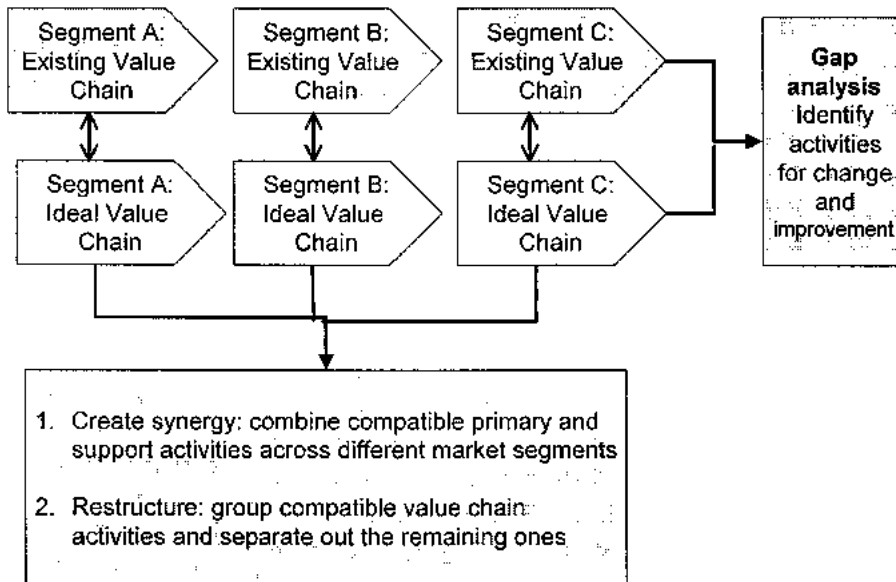 Segment A:
Existing Value
Chain
Segment B:
Existing Value
Chain
Segment C:
Existing Value
Chain
Gap
analysis
Identify
activities
for change
and
improvement
Segment A:
Ideal Value
Chain
Segment B:
Ideal Value
Chain
Segment C:
Ideal Value
Chain
1. Create synergy: combine compatible primary and
support activities across different market segments
2. Restructure: group compatible value chain
activities and separate out the remaining ones